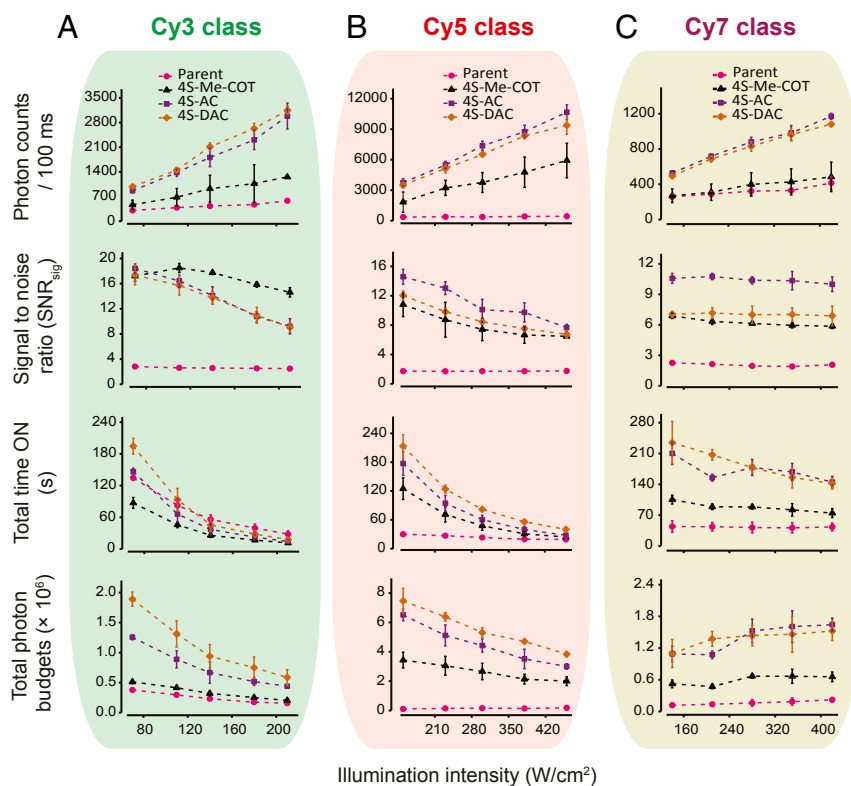 A Cy3 class
B Cy5 class
C Cy7 class
Parent
4S-Me-COT
4S-AC
4S-DAC
Parent
4S-Me-COT
4S-AC
4S-DAC
Parent
4S-Me-COT
4S-AC
4S-DAC
Photon counts
/ 100 ms
3500
2800
2100
1400
700
0
12000
9000
6000
3000
0
1200
800
400
0
Signal to noise
ratio (SNRsig)
20
16
12
8
4
0
16
12
8
4
0
12
9
6
3
0
Total time ON
(s)
240
180
120
60
0
240
180
120
60
0
280
210
140
70
0
Total photon
budgets (× 10⁶)
2.0
1.5
1.0
0.5
0.0
8
6
4
2
0
2.4
1.8
1.2
0.6
0.0
80 120 160 200
220 300 380 420
160 240 320 400
Illumination intensity (W/cm²)